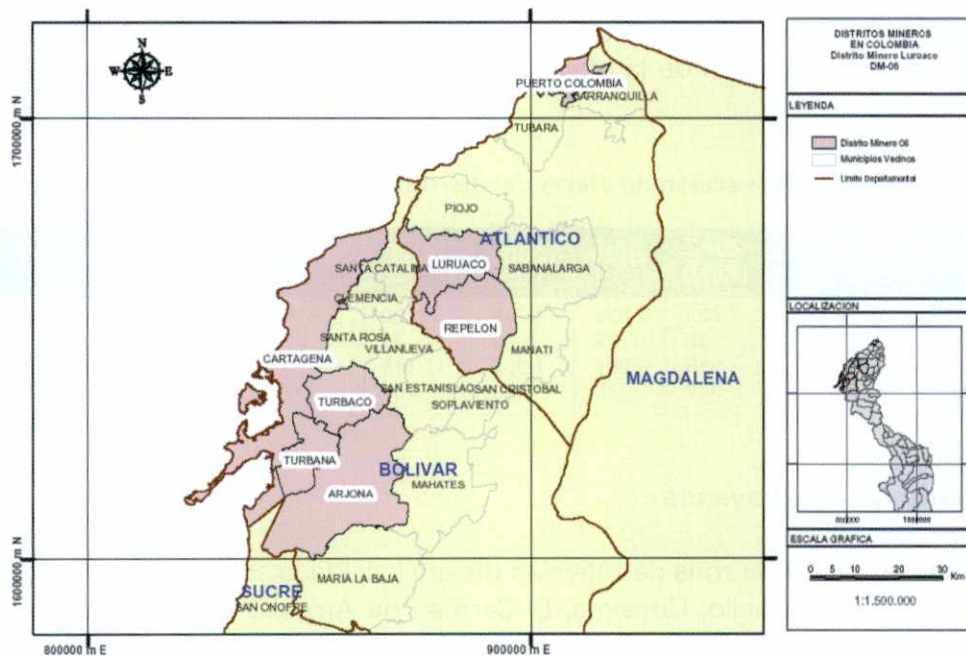 DISTRITOS MINEROS
EN COLOMBIA
Distrito Minero Luruaco
DM-06
LEYENDA
Distrito Minero 06
Municipios Vecinos
Limite Departamental
LOCALIZACION
800000
ESCALA GRAFICA
0 5 10 20 30
Km
1:1.500.000
N
W E
S
1700000 m N
1600000 m N
800000 m E
900000 m E
PUERTO COLOMBIA
BARRANQUILLA
TUBARA
PIOJO
ATLANTICO
SANTA CATALINA
LURUACO
SABANALARGA
CLEMENCIA
REPELON
SANTA ROSA
VILLANUEVA
MANATI
CARTAGENA
MAGDALENA
SAN ESTANISLAO
SAN CRISTOBAL
TURBACO
SOPLAVIENTO
TURBANA
BOLIVAR
MAHATES
ARJONA
MARIA LA BAJA
SUCRE
SAN ONOFRE